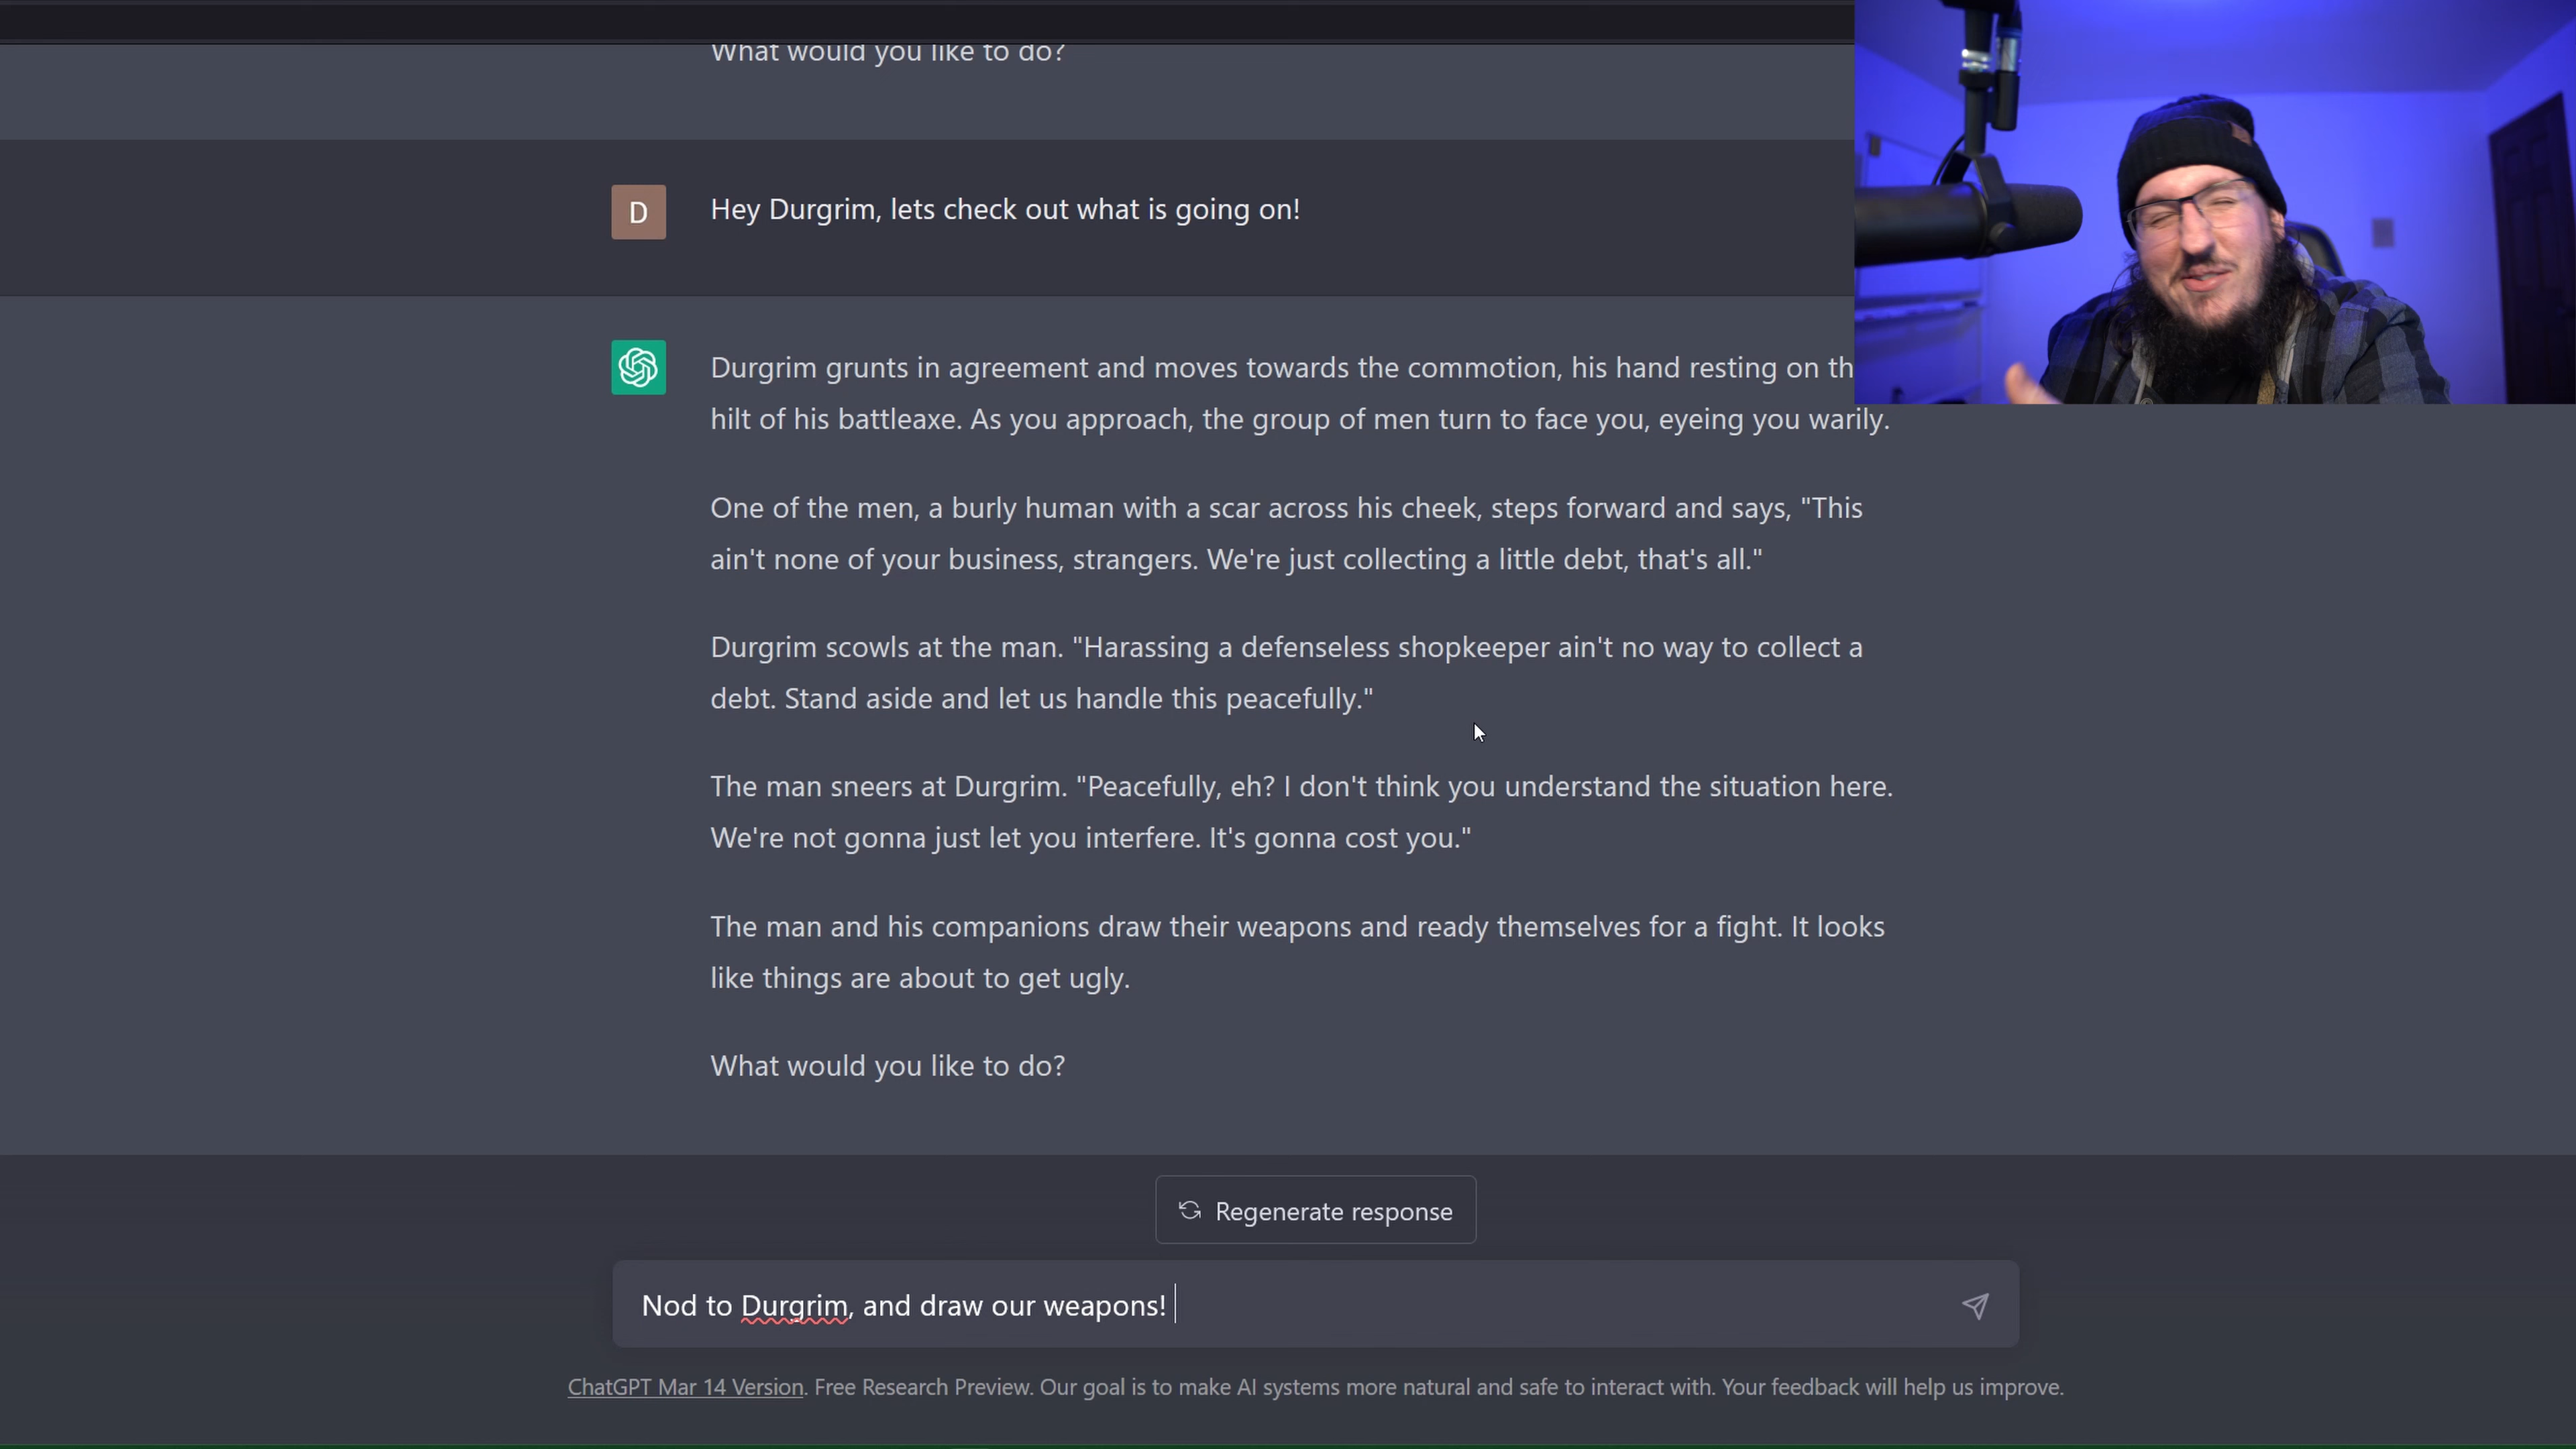 What would you like to do?
D
Hey Durgrim, lets check out what is going on!
Durgrim grunts in agreement and moves towards the commotion, his hand resting on th
hilt of his battleaxe. As you approach, the group of men turn to face you, eyeing you warily.
One of the men, a burly human with a scar across his cheek, steps forward and says, "This
ain't none of your business, strangers. We're just collecting a little debt, that's all."
Durgrim scowls at the man. "Harassing a defenseless shopkeeper ain't no way to collect a
debt. Stand aside and let us handle this peacefully."
The man sneers at Durgrim. "Peacefully, eh? I don't think you understand the situation here.
We're not gonna just let you interfere. It's gonna cost you."
The man and his companions draw their weapons and ready themselves for a fight. It looks
like things are about to get ugly.
What would you like to do?
Regenerate response
Nod to Durgrim, and draw our weapons!
ChatGPT Mar 14 Version. Free Research Preview. Our goal is to make AI systems more natural and safe to interact with. Your feedback will help us improve.